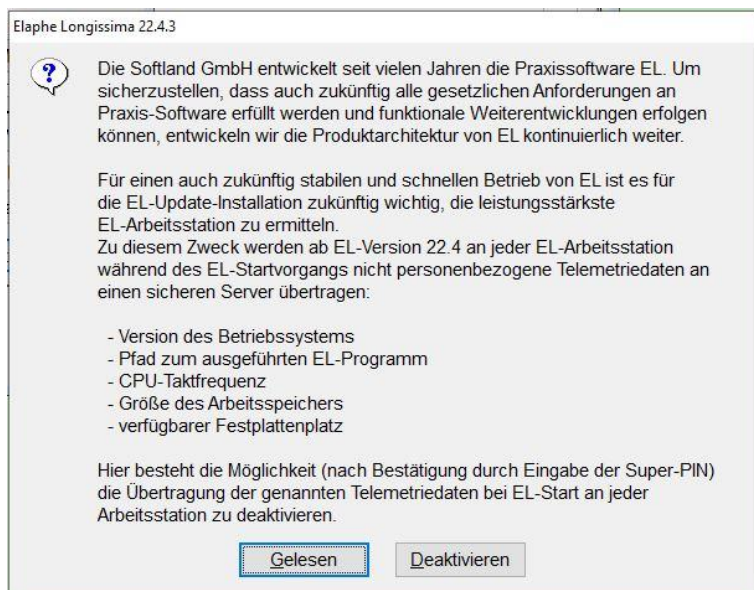 Elaphe Longissima 22.4.3
Die Softland GmbH entwickelt seit vielen Jahren die Praxissoftware EL. Um
sicherzustellen, dass auch zukünftig alle gesetzlichen Anforderungen an
Praxis-Software erfüllt werden und funktionale Weiterentwicklungen erfolgen
können, entwickeln wir die Produktarchitektur von EL kontinuierlich weiter.
Für einen auch zukünftig stabilen und schnellen Betrieb von EL ist es für
die EL-Update-Installation zukünftig wichtig, die leistungsstärkste
EL-Arbeitsstation zu ermitteln.
Zu diesem Zweck werden ab EL-Version 22.4 an jeder EL-Arbeitsstation
während des EL-Startvorgangs nicht personenbezogene Telemetriedaten an
einen sicheren Server übertragen:
- Version des Betriebssystems
- Pfad zum ausgeführten EL-Programm
- CPU-Taktfrequenz
- Größe des Arbeitsspeichers
- verfügbarer Festplattenplatz
Hier besteht die Möglichkeit (nach Bestätigung durch Eingabe der Super-PIN)
die Übertragung der genannten Telemetriedaten bei EL-Start an jeder
Arbeitsstation zu deaktivieren.
Gelesen
Deaktivieren